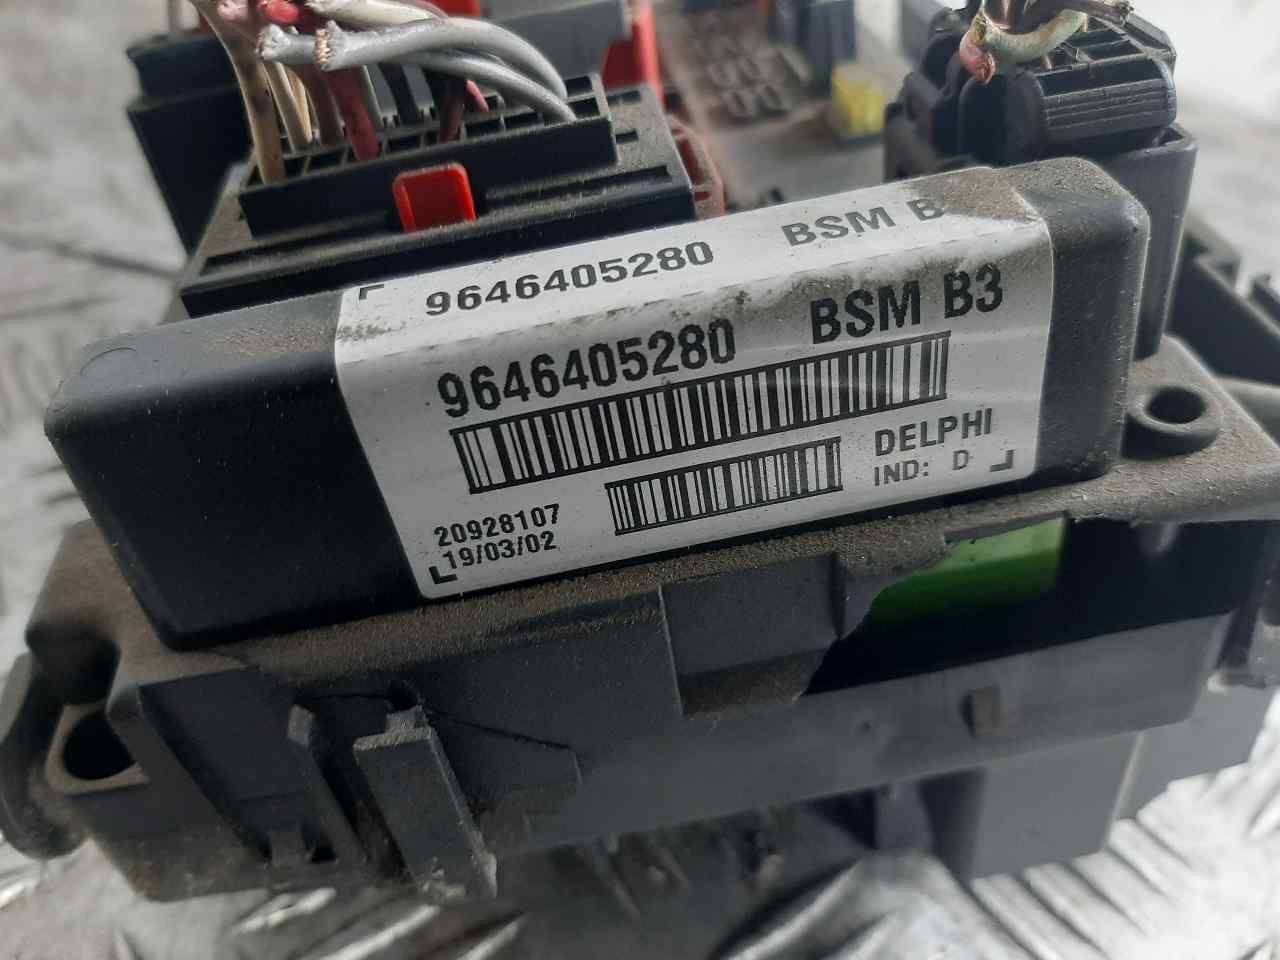 9646405280 BSM B
9646405280 BSM B3
DELPHI
IND: D
20928107
19/03/02